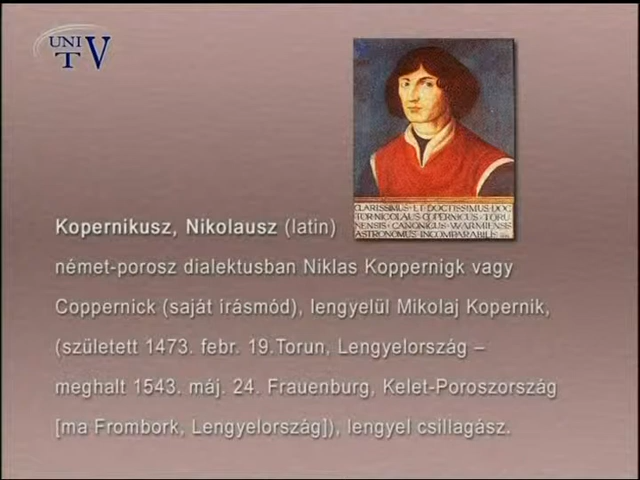 UNI
TV
CLARISSIMUS · ET · DOCTISSIMUS · DOC
TOR · NICOLAUS · COPERNICUS · TORU
NENSIS · CANONICUS · WARMIENSIS
ASTRONOMUS · INCOMPARABILIS
Kopernikusz, Nikolausz (latin)
német-porosz dialektusban Niklas Koppernigk vagy
Coppernick (saját írásmód), lengyelül Mikolaj Kopernik,
(született 1473. febr. 19.Torun, Lengyelország –
meghalt 1543. máj. 24. Frauenburg, Kelet-Poroszország
[ma Frombork, Lengyelország]), lengyel csillagász.